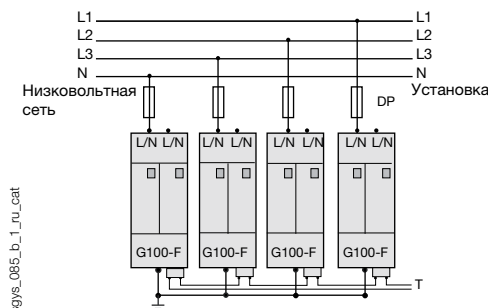 L1 L1
L2 L2
L3 L3
N N
Низковольтная
сеть
DP
Установка
L/N L/N L/N L/N L/N L/N L/N L/N
G100-F G100-F G100-F G100-F
T
gys_085_b_1_ru_cat